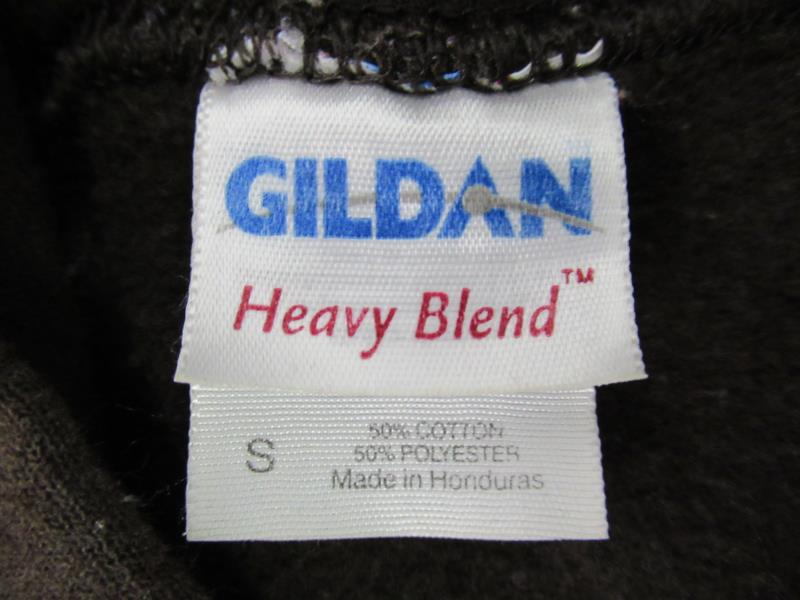 GILDAN
Heavy Blend™
S
50% COTTON
50% POLYESTER
Made in Honduras